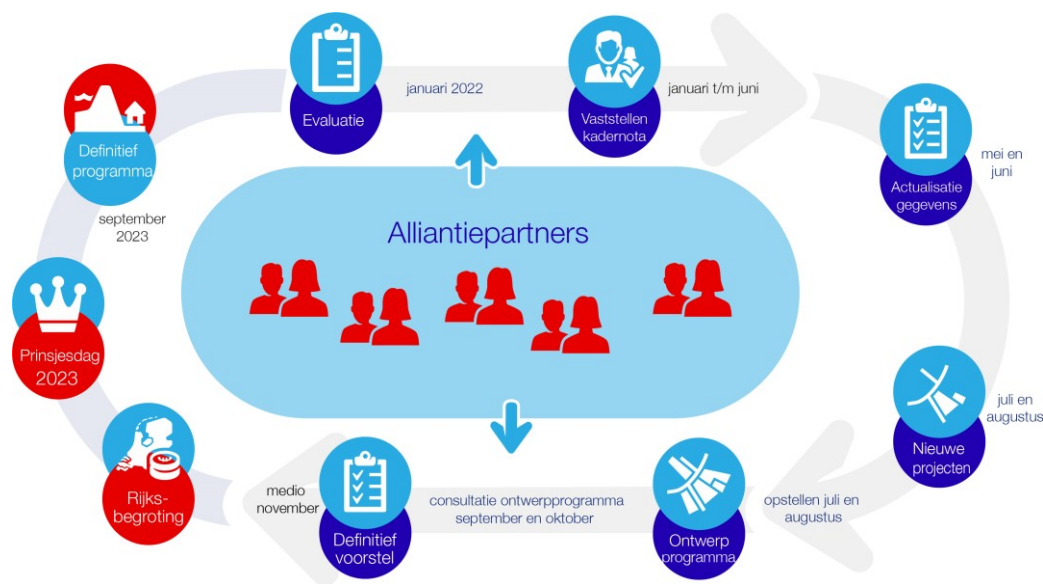 Evaluatie
januari 2022
Vaststellen
kadernota
januari t/m juni
Actualisatie
gegevens
mei en
juni
Nieuwe
projecten
juli en
augustus
Ontwerp
programma
opstellen juli en
augustus
consultatie ontwerpprogramma
september en oktober
Definitief
voorstel
medio
november
Rijks-
begroting
Prinsjesdag
2023
september
2023
Definitief
programma
Alliantiepartners